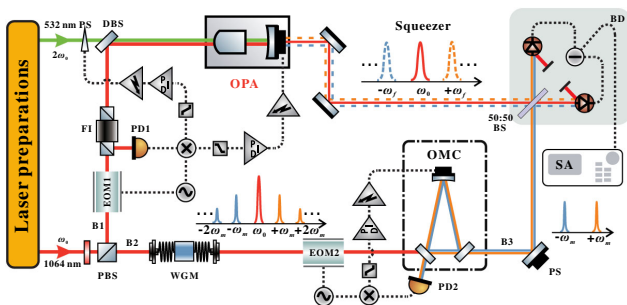 532 nm
PS
DBS
2ω₀
Laser preparations
OPA
Squeezer
BD
-ω_f
ω₀
+ω_f
FI
PD1
P
I
D
P
I
D
50:50
BS
SA
EOM1
OMC
B1
-2ω_m
-ω_m
ω₀
+ω_m
+2ω_m
P
I
D
-ω_m
+ω_m
ω₀
1064 nm
B2
PBS
WGM
EOM2
PD2
B3
PS